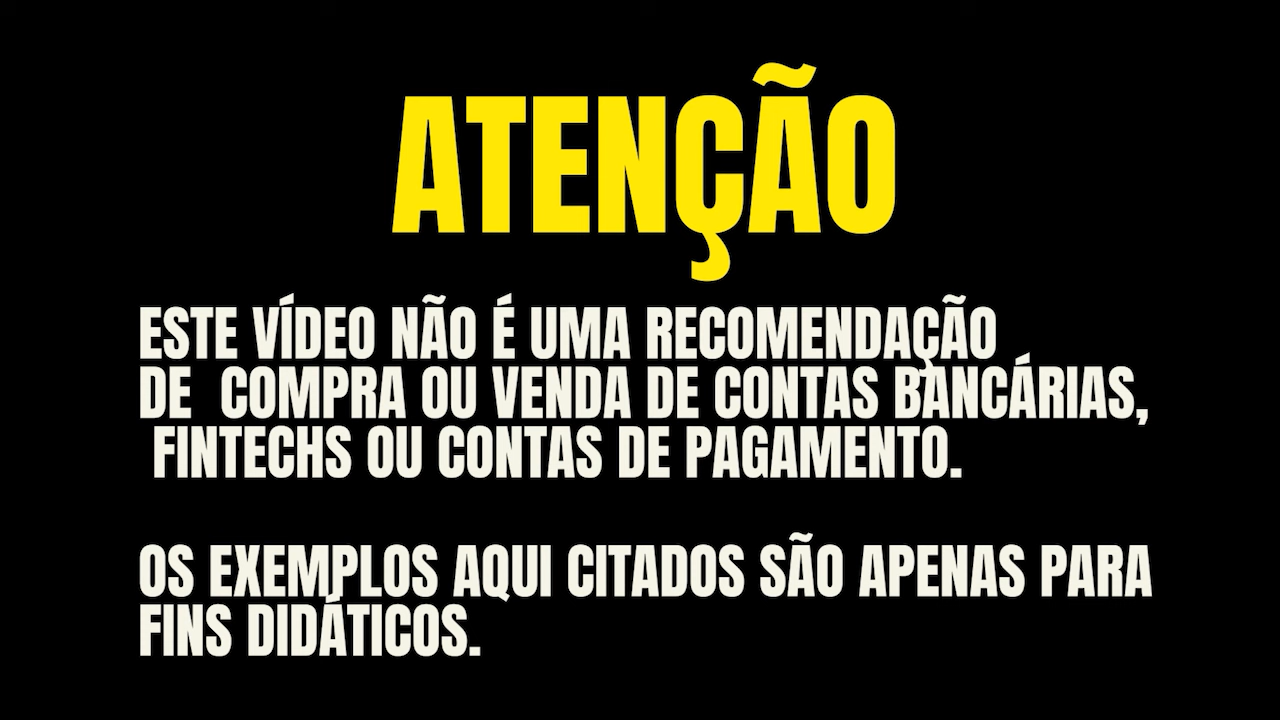 ATENÇÃO
ESTE VÍDEO NÃO É UMA RECOMENDAÇÃO
DE COMPRA OU VENDA DE CONTAS BANCÁRIAS,
FINTECHS OU CONTAS DE PAGAMENTO.
OS EXEMPLOS AQUI CITADOS SÃO APENAS PARA
FINS DIDÁTICOS.